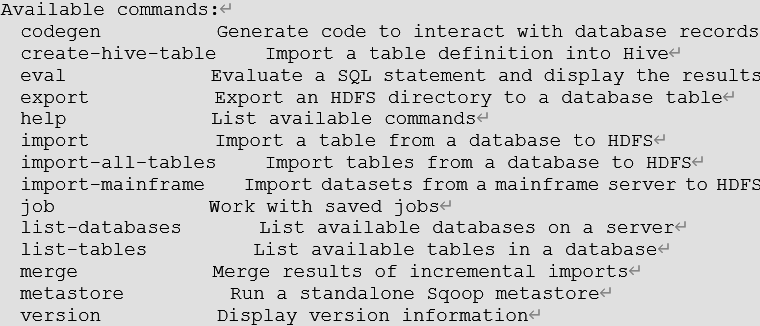 Available commands:↵
codegen Generate code to interact with database records
create-hive-table Import a table definition into Hive↵
eval Evaluate a SQL statement and display the results
export Export an HDFS directory to a database table↵
help List available commands↵
import Import a table from a database to HDFS↵
import-all-tables Import tables from a database to HDFS↵
import-mainframe Import datasets from a mainframe server to HDFS
job Work with saved jobs↵
list-databases List available databases on a server↵
list-tables List available tables in a database↵
merge Merge results of incremental imports↵
metastore Run a standalone Sqoop metastore↵
version Display version information↵